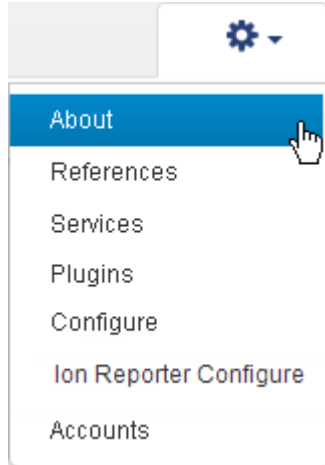 About
References
Services
Plugins
Configure
Ion Reporter Configure
Accounts